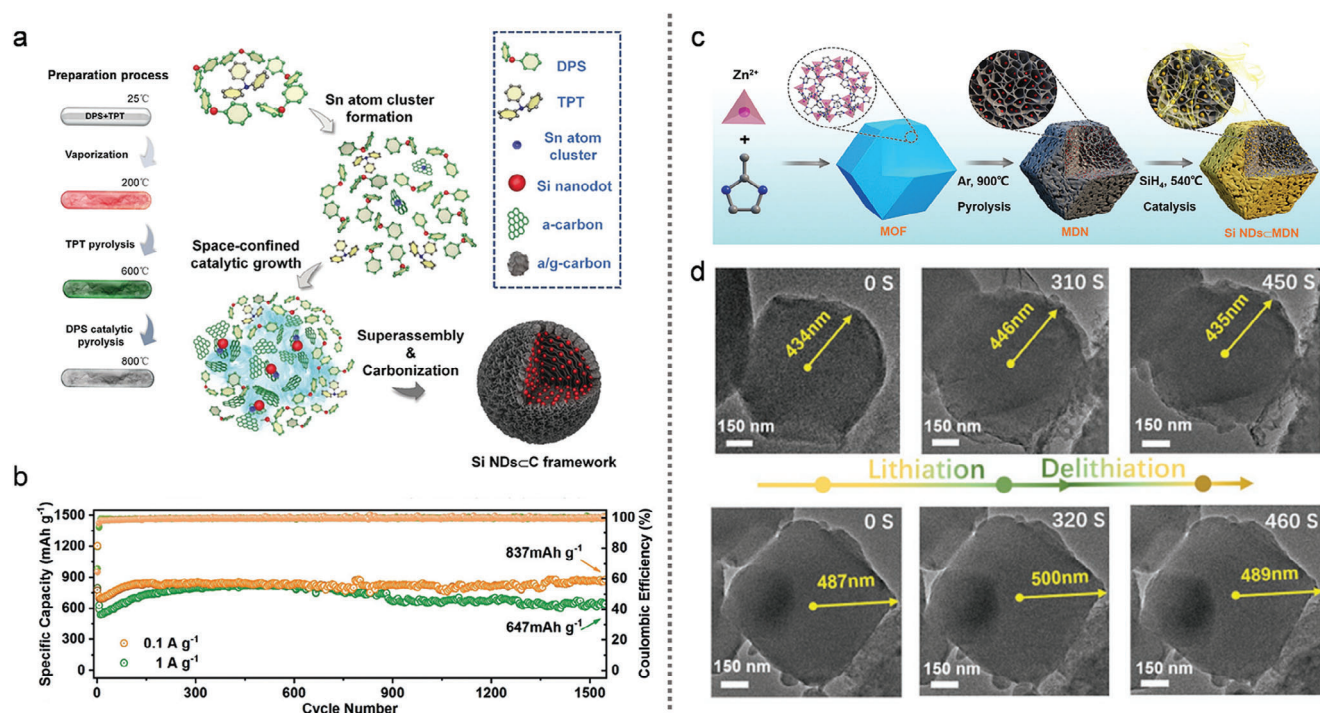 a
Preparation process
25℃
DPS+TPT
Vaporization
200℃
TPT pyrolysis
600℃
DPS catalytic
pyrolysis
800℃
Sn atom cluster
formation
Space-confined
catalytic growth
Superassembly
&
Carbonization
Si NDs⊂C framework
DPS
TPT
Sn atom
cluster
Si nanodot
a-carbon
a/g-carbon
b
Specific Capacity (mAh g⁻¹)
1500
1200
900
600
300
0
837mAh g⁻¹
647mAh g⁻¹
0.1 A g⁻¹
1 A g⁻¹
100
80
60
40
20
0
Coulombic Efficiency (%)
0
300
600
900
1200
1500
Cycle Number
c
Zn²⁺
+
MOF
Ar, 900℃
Pyrolysis
MDN
SiH₄, 540℃
Catalysis
Si NDs⊂MDN
d
0 S
434nm
150 nm
310 S
446nm
150 nm
450 S
435nm
150 nm
Lithiation
Delithiation
0 S
487nm
150 nm
320 S
500nm
150 nm
460 S
489nm
150 nm